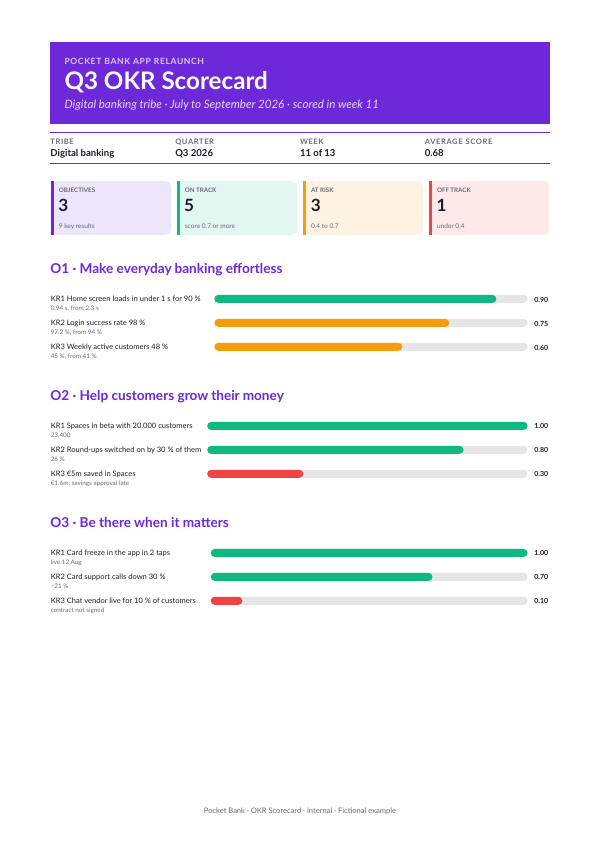 POCKET BANK APP RELAUNCH
Q3 OKR Scorecard
Digital banking tribe · July to September 2026 · scored in week 11
TRIBE QUARTER WEEK AVERAGE SCORE
Digital banking Q3 2026 11 of 13 0.68
OBJECTIVES ON TRACK AT RISK OFF TRACK
3 5 3 1
9 key results score 0.7 or more 0.4 to 0.7 under 0.4
O1 · Make everyday banking effortless
KR1 Home screen loads in under 1 s for 90 % 0.90
0.94 s, from 2.3 s
KR2 Login success rate 98 % 0.75
97.2 %, from 94 %
KR3 Weekly active customers 48 % 0.60
45 %, from 41 %
O2 · Help customers grow their money
KR1 Spaces in beta with 20,000 customers 1.00
23,400
KR2 Round-ups switched on by 30 % of them 0.80
26 %
KR3 €5m saved in Spaces 0.30
€1.6m; savings approval late
O3 · Be there when it matters
KR1 Card freeze in the app in 2 taps 1.00
live 12 Aug
KR2 Card support calls down 30 % 0.70
−21 %
KR3 Chat vendor live for 10 % of customers 0.10
contract not signed
Pocket Bank · OKR Scorecard · internal · Fictional example